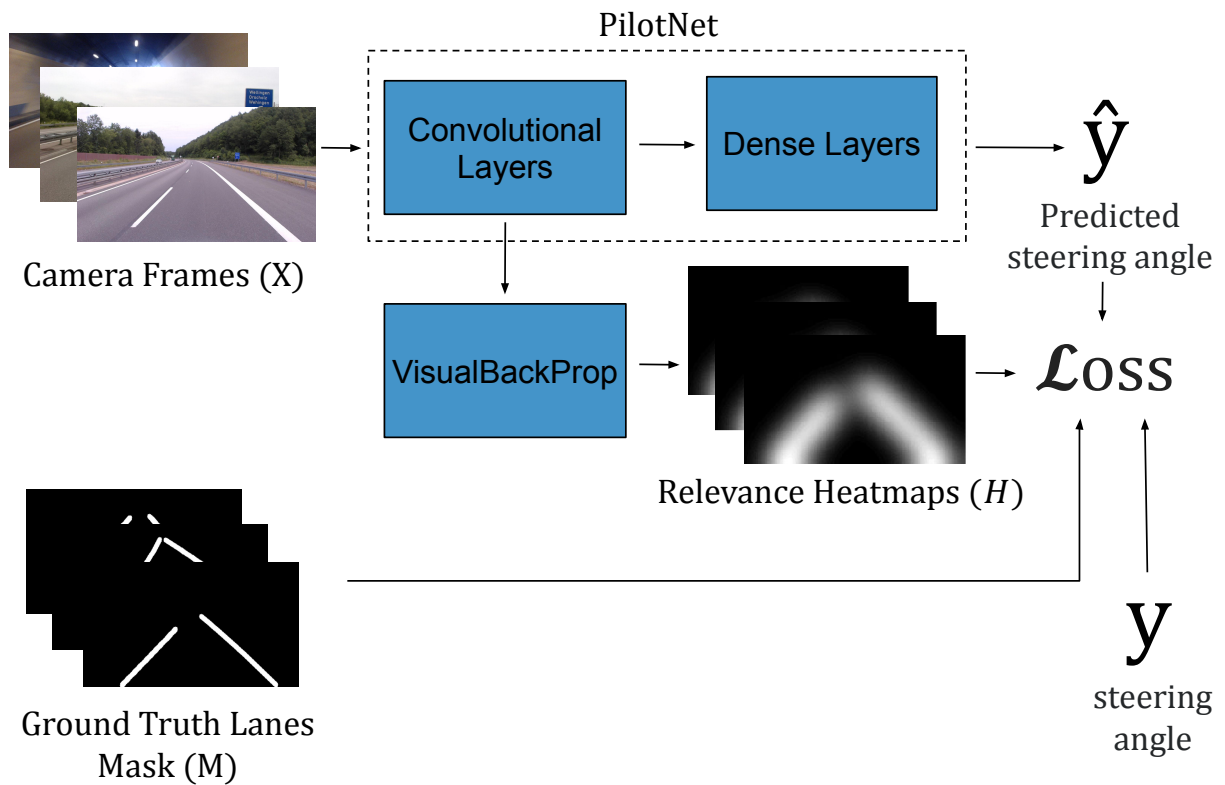 PilotNet
Wellingen
Convolutional
Layers
Dense Layers
ŷ
Predicted
steering angle
Camera Frames (X)
VisualBackProp
𝓛oss
Relevance Heatmaps (H)
y
steering
angle
Ground Truth Lanes
Mask (M)